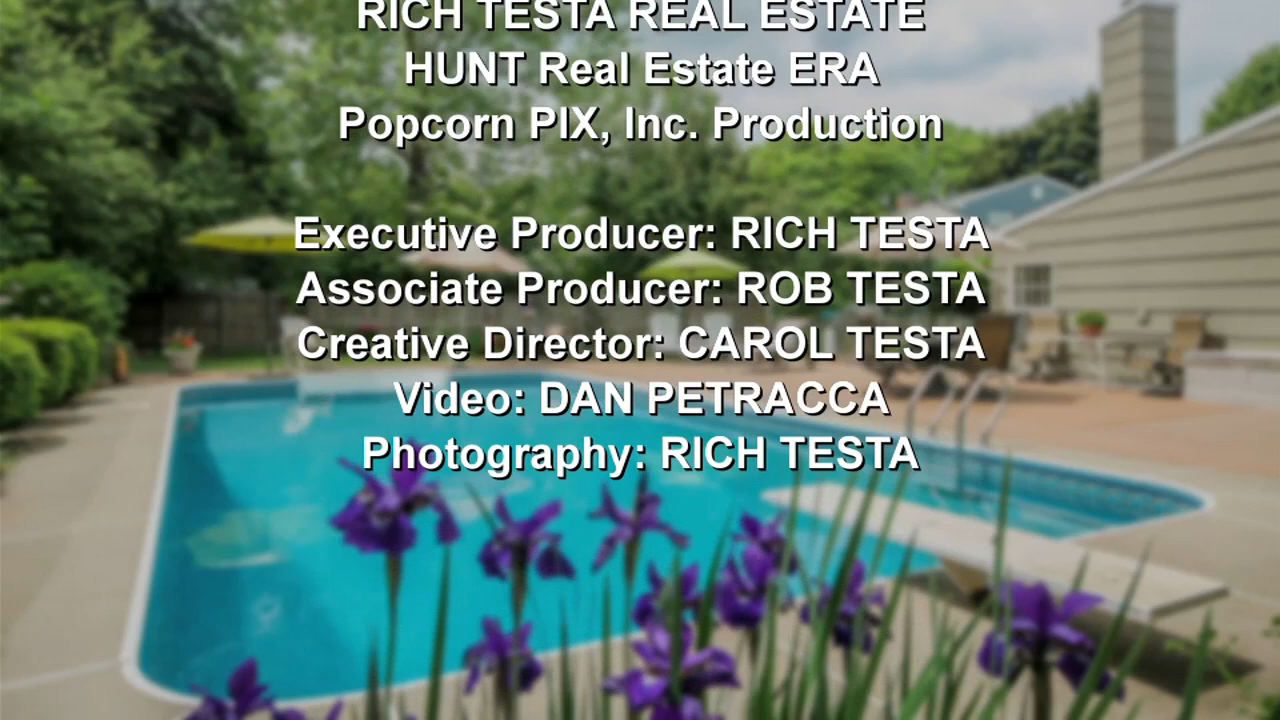 RICH TESTA REAL ESTATE
HUNT Real Estate ERA
Popcorn PIX, Inc. Production
Executive Producer: RICH TESTA
Associate Producer: ROB TESTA
Creative Director: CAROL TESTA
Video: DAN PETRACCA
Photography: RICH TESTA